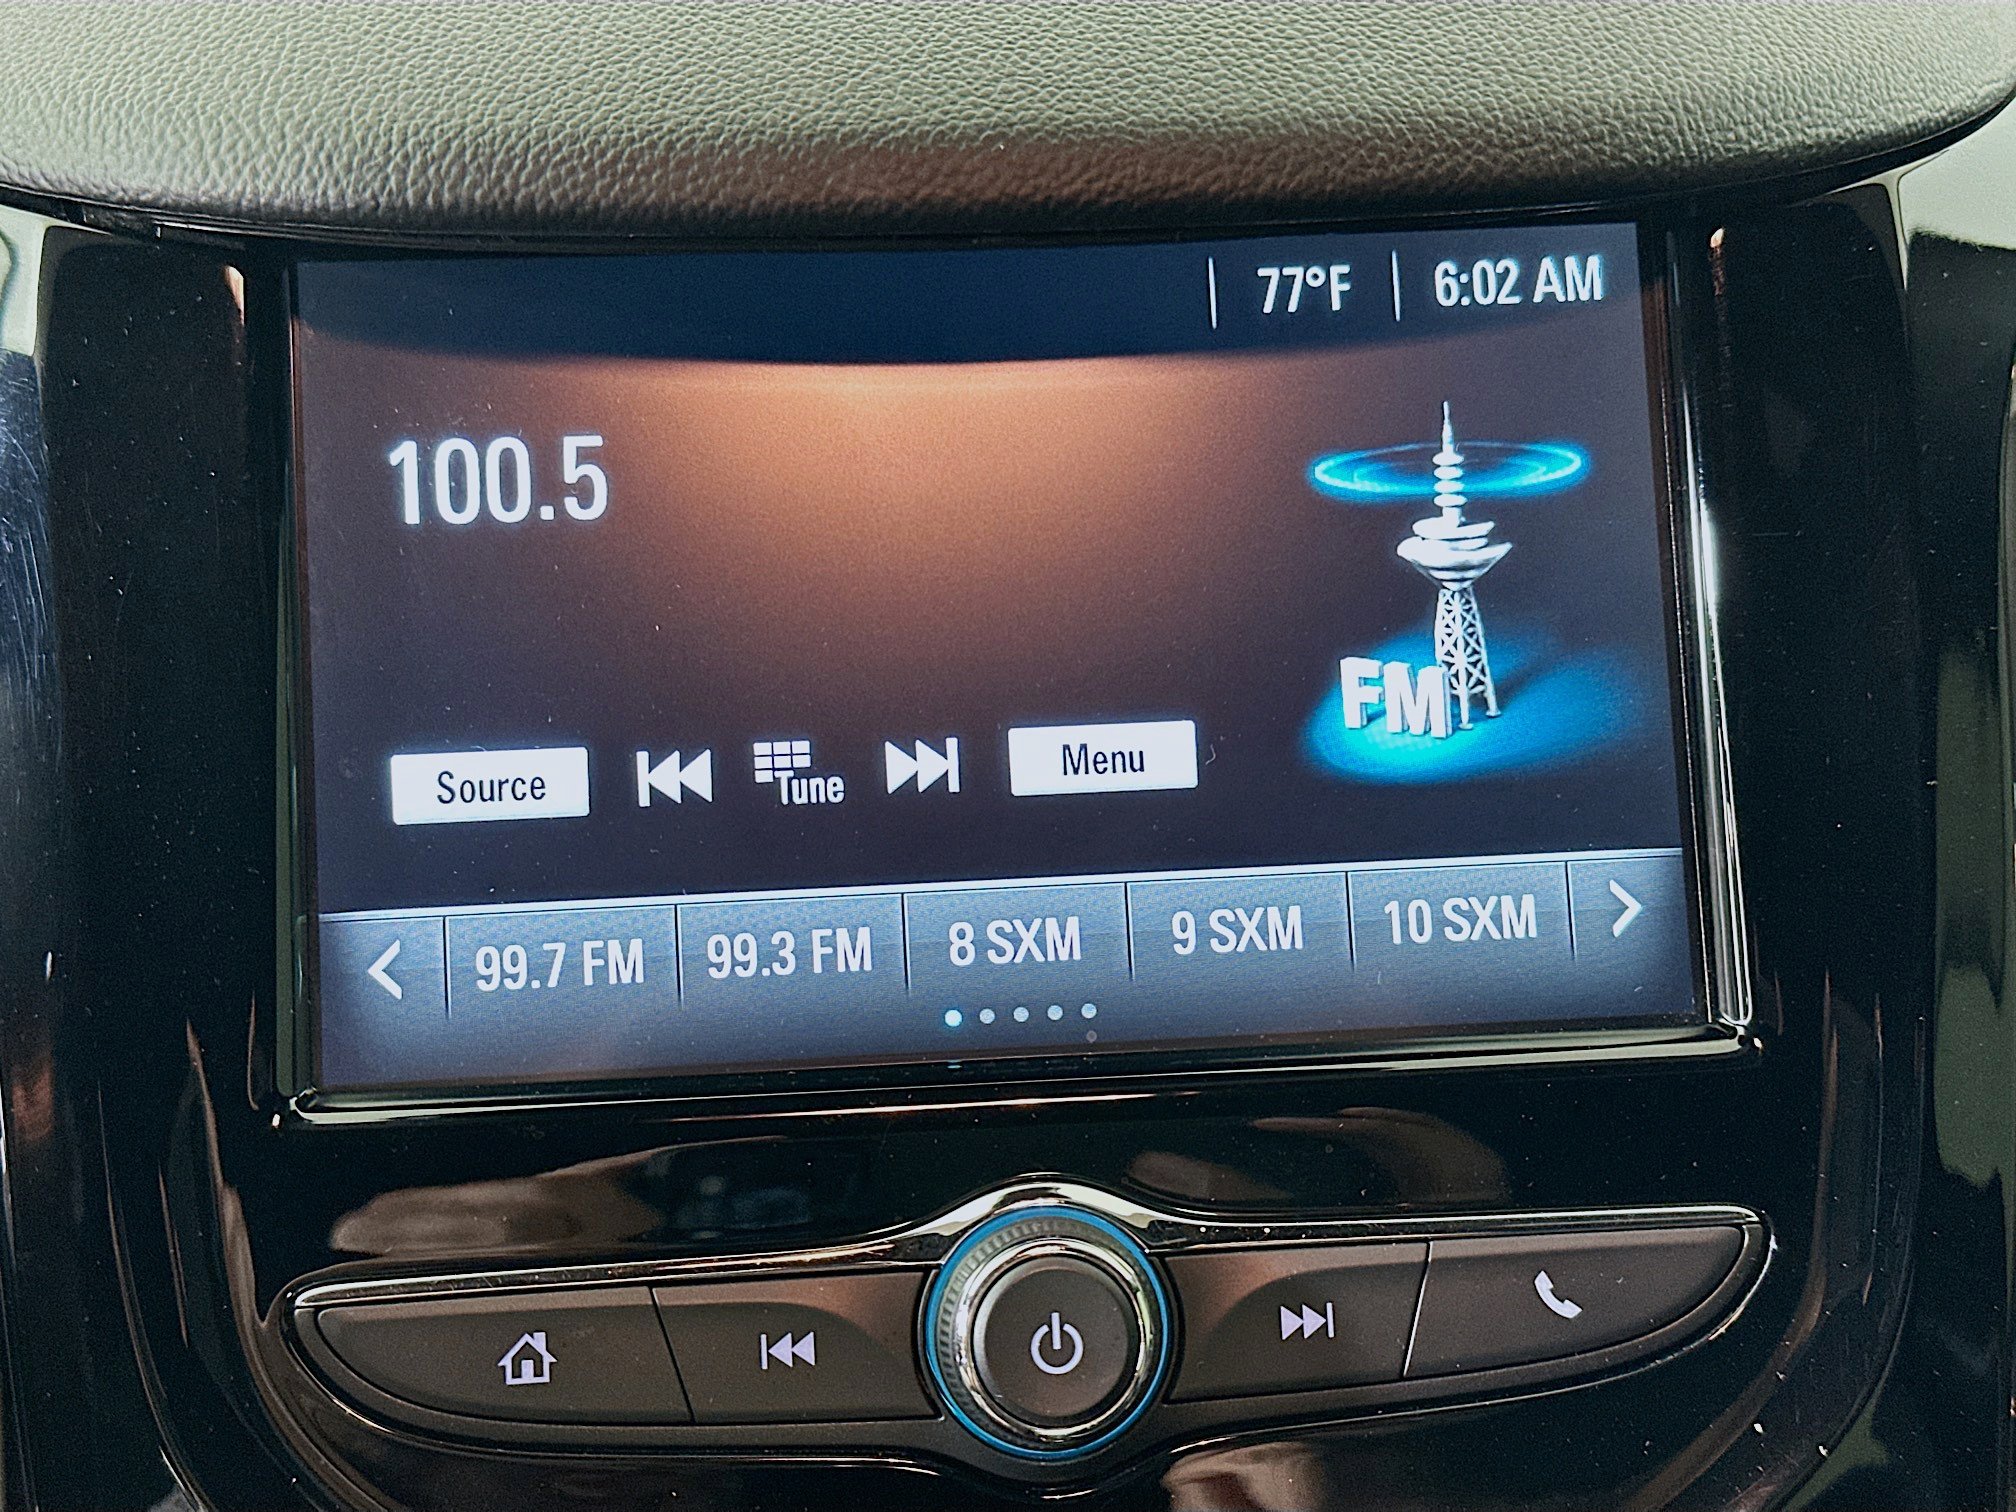 77°F 6:02 AM
100.5
FM
Source Tune Menu
99.7 FM 99.3 FM 8 SXM 9 SXM 10 SXM